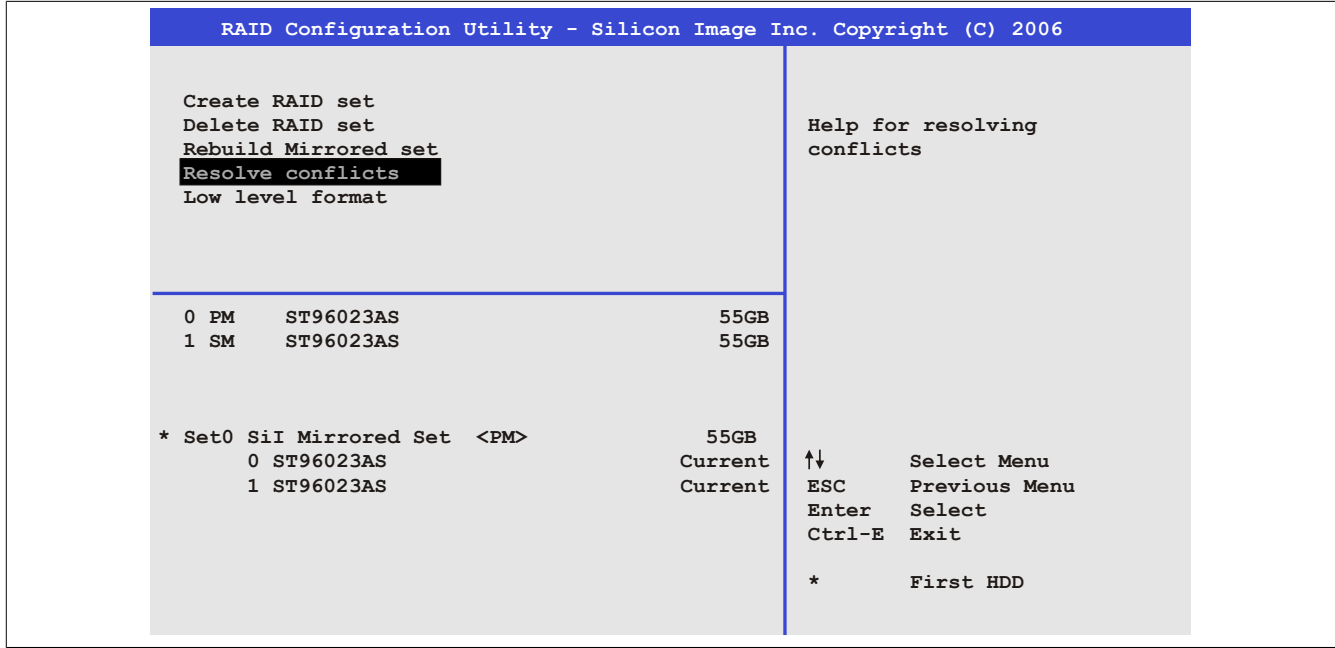 RAID Configuration Utility - Silicon Image Inc. Copyright (C) 2006
Create RAID set
Delete RAID set
Rebuild Mirrored set
Resolve conflicts
Low level format
Help for resolving
conflicts
0 PM ST96023AS 55GB
1 SM ST96023AS 55GB
* Set0 SiI Mirrored Set <PM> 55GB
0 ST96023AS Current
1 ST96023AS Current
↑↓ Select Menu
ESC Previous Menu
Enter Select
Ctrl-E Exit
* First HDD